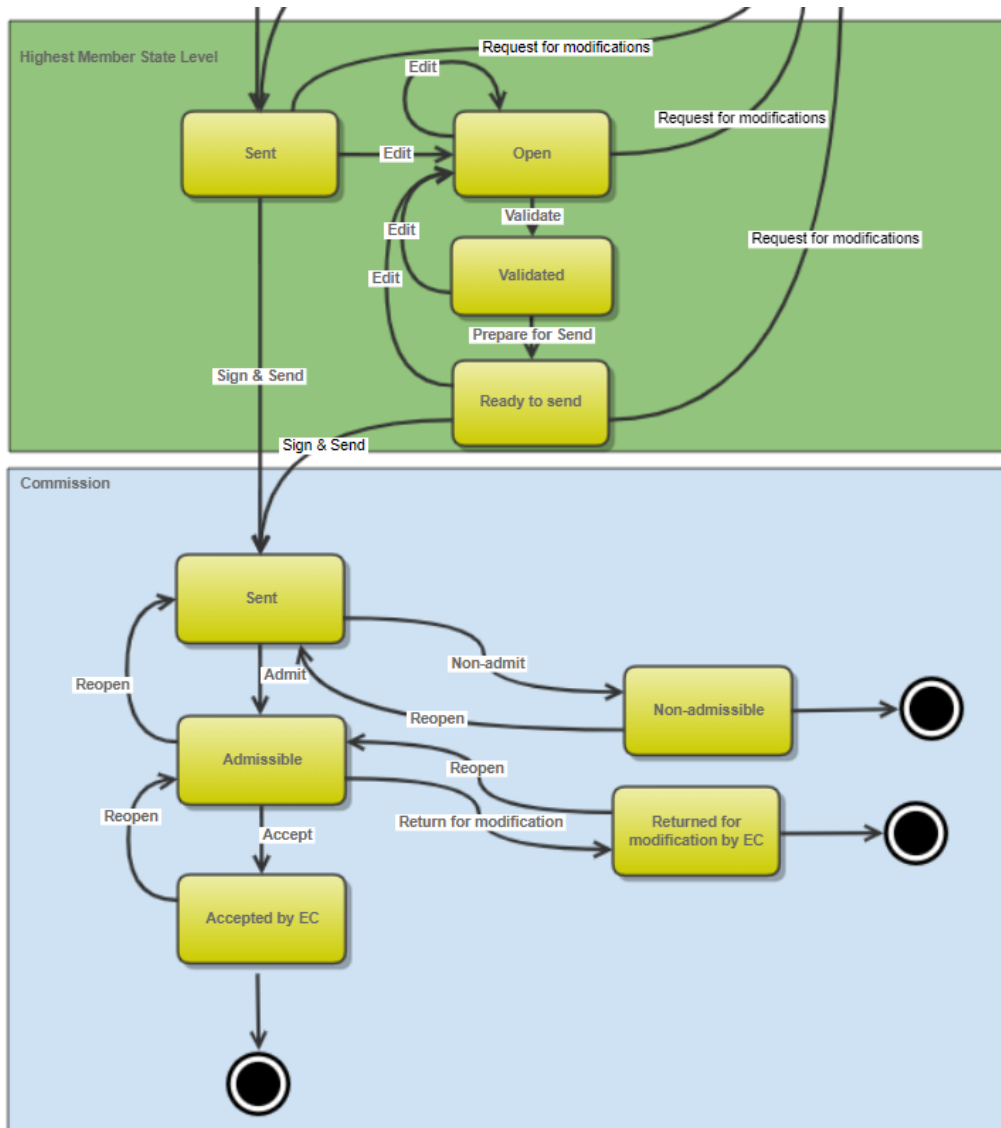 Request for modifications
Highest Member State Level
Edit
Request for modifications
Sent
Edit
Open
Validate
Edit
Request for modifications
Edit
Validated
Prepare for Send
Sign & Send
Ready to send
Sign & Send
Commission
Sent
Non-admit
Admit
Reopen
Reopen
Non-admissible
Admissible
Reopen
Reopen
Return for modification
Returned for
modification by EC
Accept
Accepted by EC